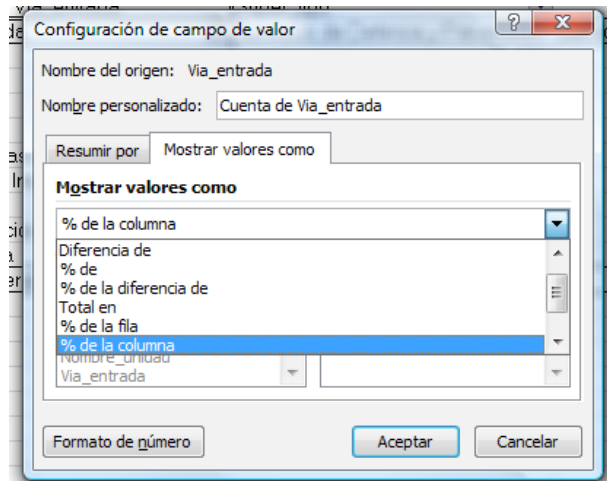 Via_entrada
Configuración de campo de valor
Nombre del origen: Via_entrada
Nombre personalizado: Cuenta de Via_entrada
Resumir por Mostrar valores como
Mostrar valores como
% de la columna
Diferencia de
% de
% de la diferencia de
Total en
% de la fila
% de la columna
Nombre_unidad
Via_entrada
Formato de número Aceptar Cancelar